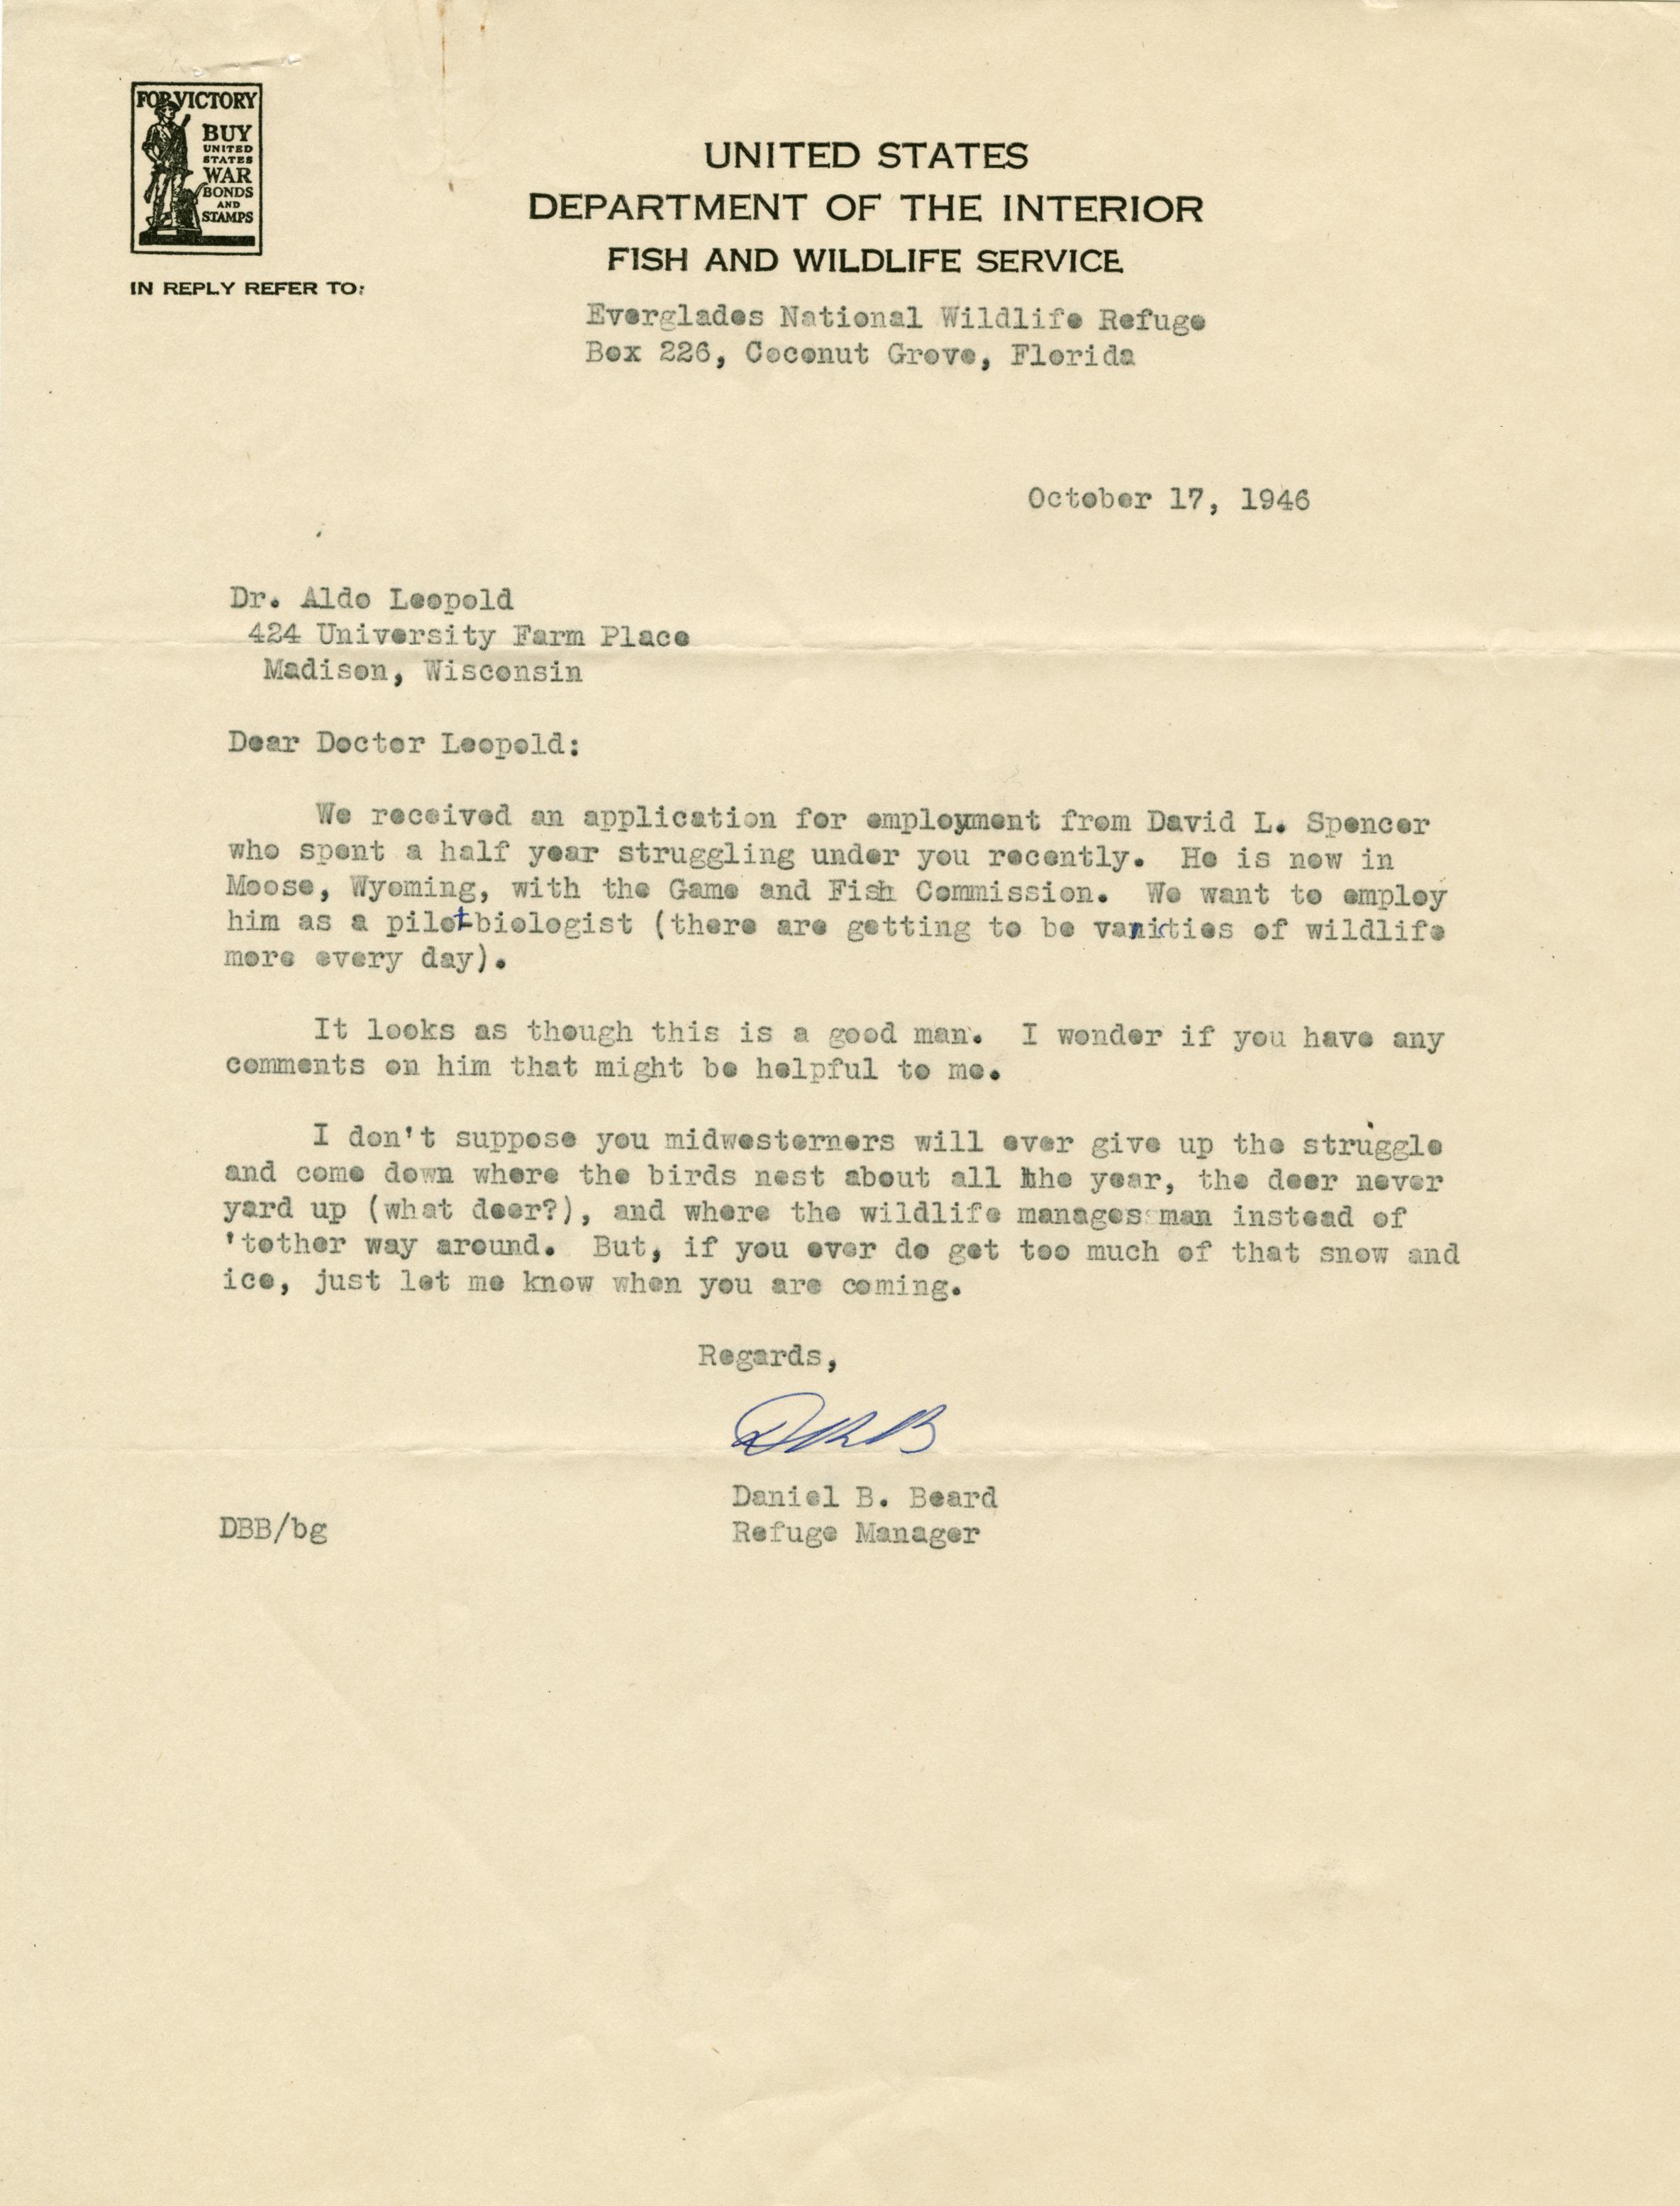 FOR VICTORY
BUY
UNITED
STATES
WAR
BONDS
AND
STAMPS
IN REPLY REFER TO:
UNITED STATES
DEPARTMENT OF THE INTERIOR
FISH AND WILDLIFE SERVICE
Everglades National Wildlife Refuge
Box 226, Coconut Grove, Florida
October 17, 1946
Dr. Aldo Leopold
424 University Farm Place
Madison, Wisconsin
Dear Doctor Leopold:
We received an application for employment from David L. Spencer
who spent a half year struggling under you recently. He is now in
Moose, Wyoming, with the Game and Fish Commission. We want to employ
him as a pilot-biologist (there are getting to be varieties of wildlife
more every day).
It looks as though this is a good man. I wonder if you have any
comments on him that might be helpful to me.
I don't suppose you midwesterners will ever give up the struggle
and come down where the birds nest about all the year, the deer never
yard up (what deer?), and where the wildlife manages man instead of
'tother way around. But, if you ever do get too much of that snow and
ice, just let me know when you are coming.
Regards,
DBB
Daniel B. Beard
Refuge Manager
DBB/bg